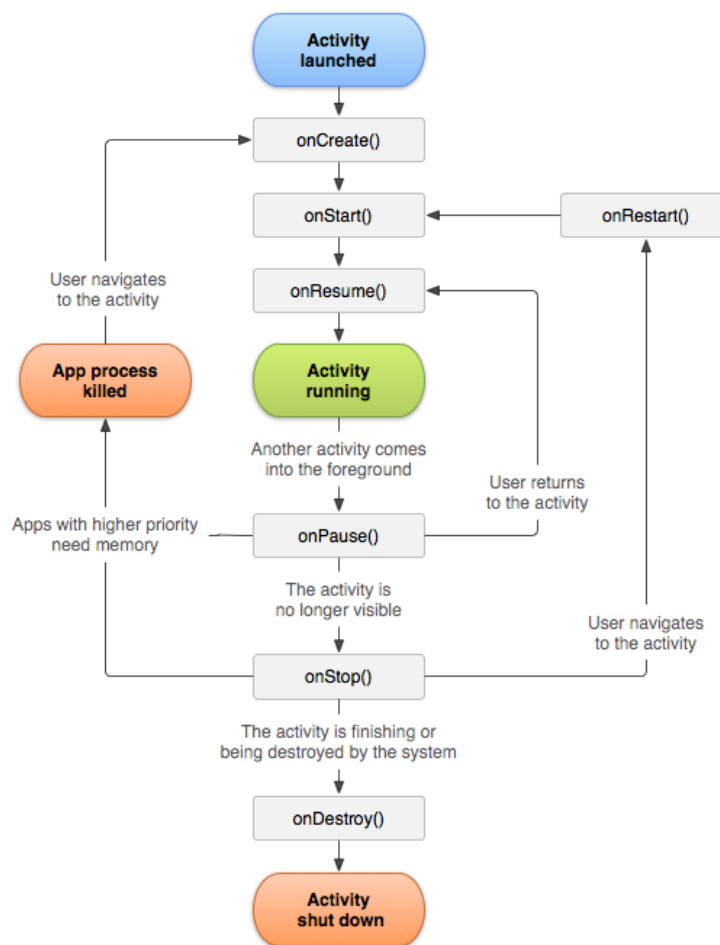 Activity
launched
onCreate()
onStart()
onRestart()
User navigates
to the activity
onResume()
App process
killed
Activity
running
Another activity comes
into the foreground
User returns
to the activity
Apps with higher priority
need memory
onPause()
The activity is
no longer visible
User navigates
to the activity
onStop()
The activity is finishing or
being destroyed by the system
onDestroy()
Activity
shut down